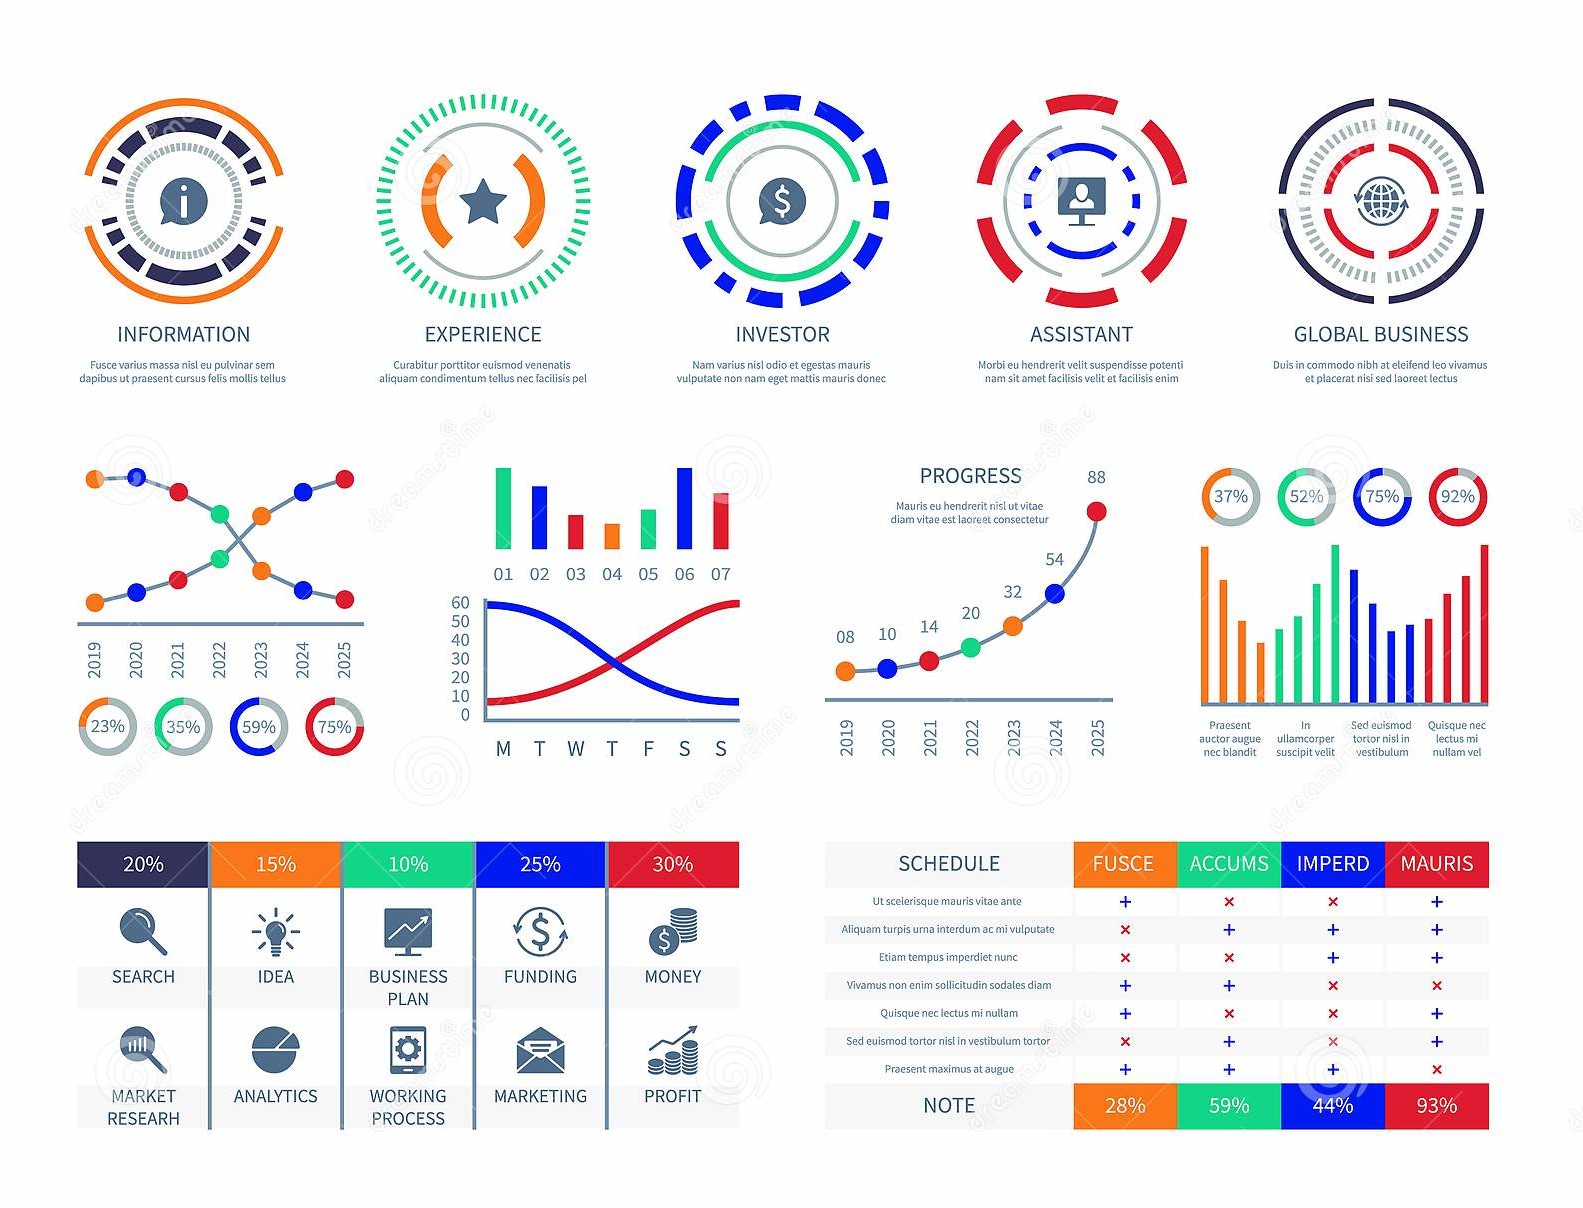 INFORMATION
Fusce varius massa nisl eu pulvinar sem
dapibus ut praesent cursus felis mollis tellus
EXPERIENCE
Curabitur porttitor euismod venenatis
aliquam condimentum tellus nec facilisis pel
INVESTOR
Nam varius nisl odio et egestas mauris
vulputate non nam eget mattis mauris donec
ASSISTANT
Morbi eu hendrerit velit suspendisse potenti
nam sit amet facilisis velit et facilisis enim
GLOBAL BUSINESS
Duis in commodo nibh at eleifend leo vivamus
et placerat nisi sed laoreet lectus
2019 2020 2021 2022 2023 2024 2025
23% 35% 59% 75%
01 02 03 04 05 06 07
60
50
40
30
20
10
0
M T W T F S S
PROGRESS
Mauris eu hendrerit nisl ut vitae
diam vitae est laoreet consectetur
08 10 14 20 32 54 88
2019 2020 2021 2022 2023 2024 2025
37% 52% 75% 92%
Praesent
auctor augue
nec blandit
In
ullamcorper
suscipit velit
Sed euismod
tortor nisl in
vestibulum
Quisque nec
lectus mi
nullam vel
20% 15% 10% 25% 30%
SEARCH
IDEA
BUSINESS
PLAN
FUNDING
MONEY
MARKET
RESEARH
ANALYTICS
WORKING
PROCESS
MARKETING
PROFIT
SCHEDULE FUSCE ACCUMS IMPERD MAURIS
Ut scelerisque mauris vitae ante + × × +
Aliquam turpis urna interdum ac mi vulputate × + + +
Etiam tempus imperdiet nunc × × + +
Vivamus non enim sollicitudin sodales diam + + × ×
Quisque nec lectus mi nullam + × × +
Sed euismod tortor nisl in vestibulum tortor × + × +
Praesent maximus at augue + + + ×
NOTE 28% 59% 44% 93%
dreamstime